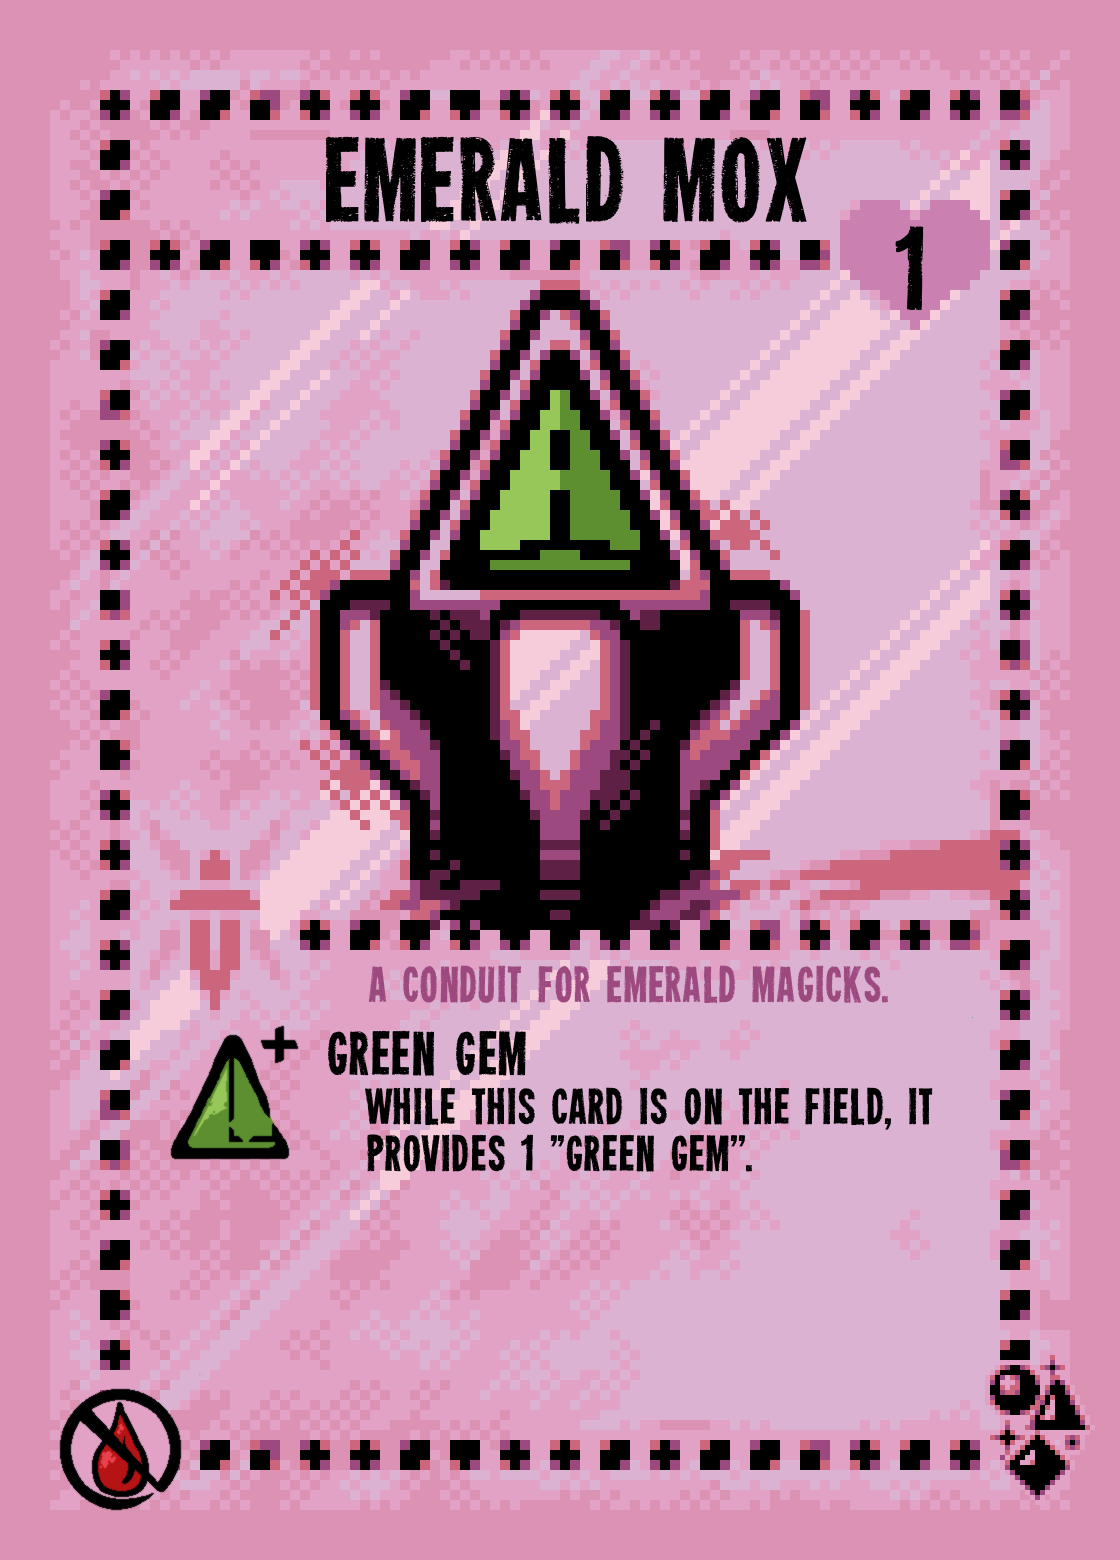 EMERALD MOX
1
A CONDUIT FOR EMERALD MAGICKS.
GREEN GEM
WHILE THIS CARD IS ON THE FIELD, IT
PROVIDES 1 "GREEN GEM".